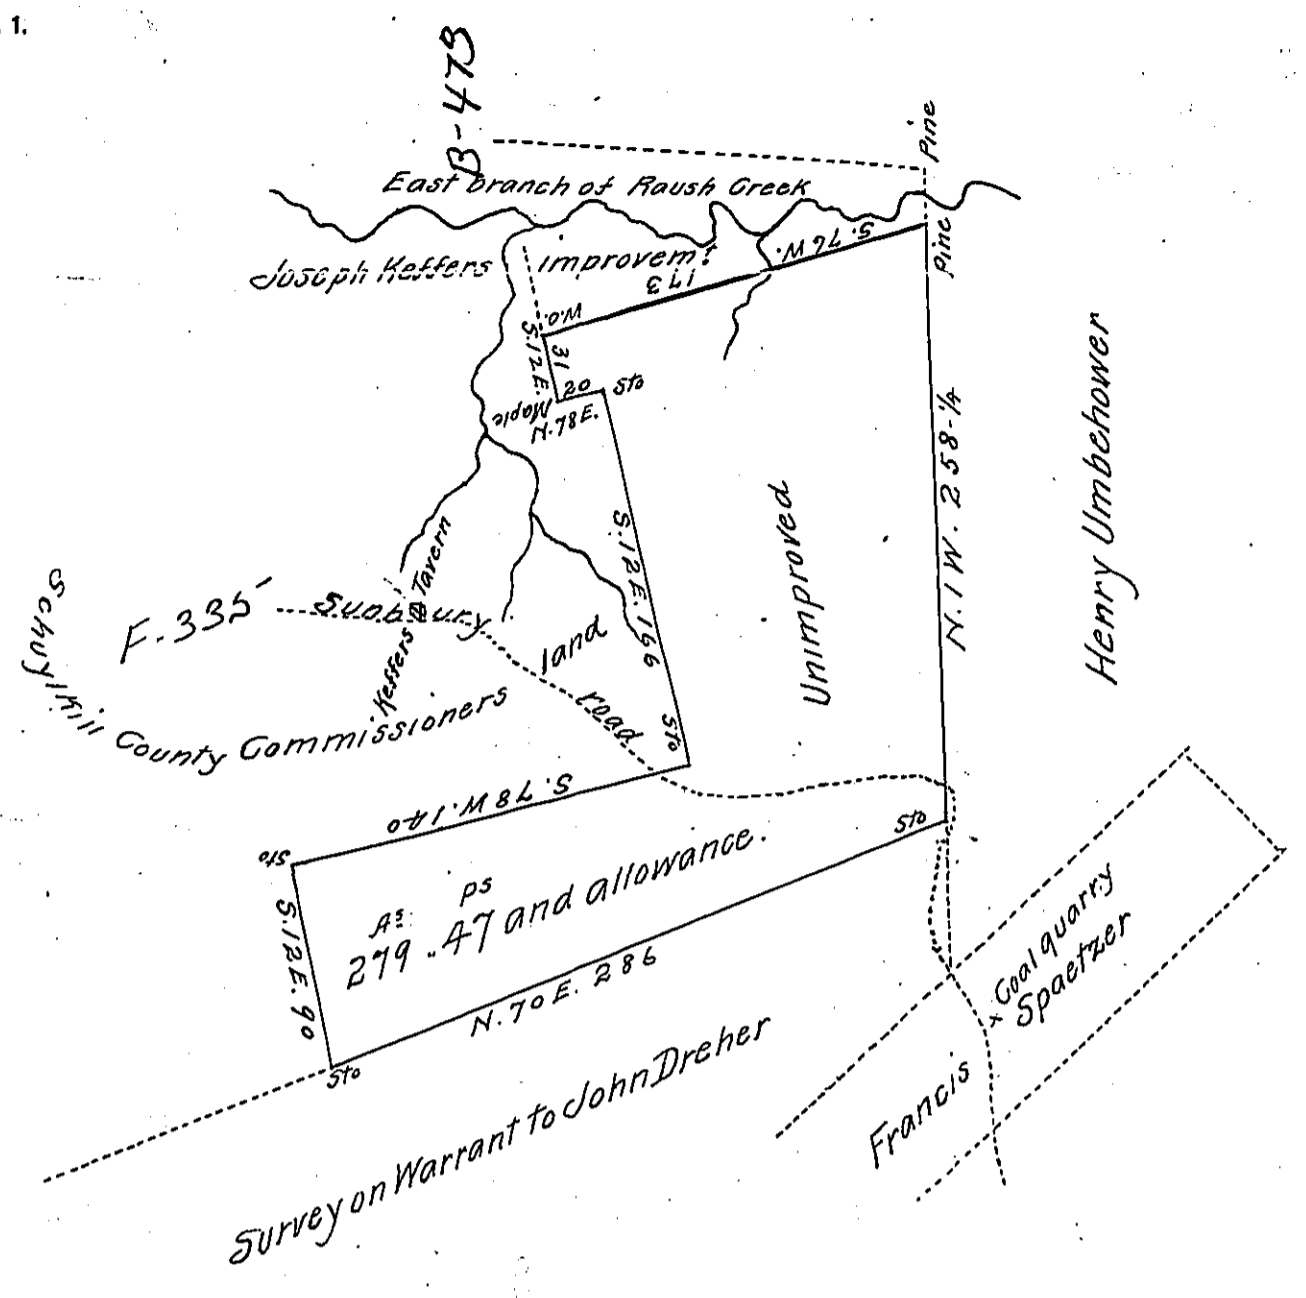 1.
B-473
Pine
East branch of Raush Creek
Joseph Keffers improvemt
S. 76 W. 173
Pine
W.O.
S. 12 E. 31
Maple
N. 78 E. 20
Sto
S. 12 E. 166
Sto
Unimproved
N. 1 W. 258-¼
Henry Umbehower
F. 335
Sunbury road
Keffers Tavern
Schuylkill County Commissioners land
S. 78 W. 140
Sto
S. 12 E. 90
Sto
As: ps
279 .. 47 and allowance.
N. 70 E. 286
Sto
Survey on Warrant to John Dreher
x Coal quarry
Francis Spaetzer